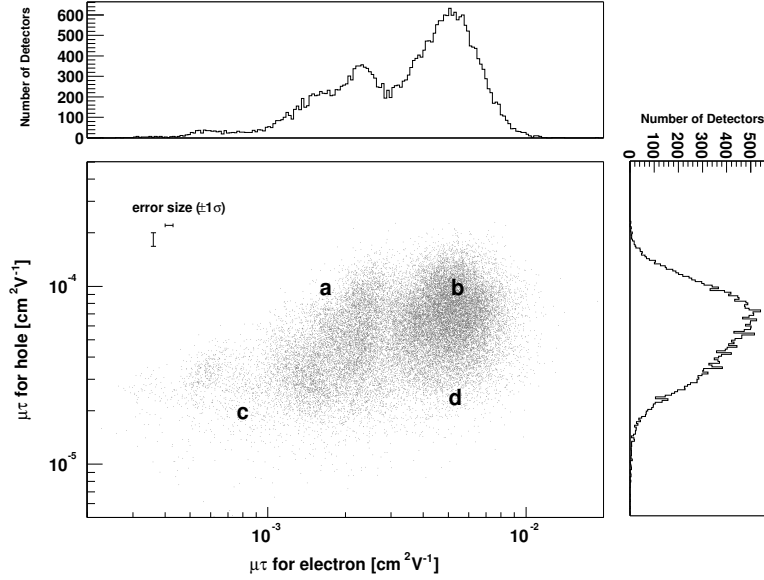 Number of Detectors
600
500
400
300
200
100
0
Number of Detectors
0
100
200
300
400
500
error size (±1σ)
a
b
c
d
μτ for hole [cm²V⁻¹]
10⁻⁴
10⁻⁵
10⁻³
10⁻²
μτ for electron [cm²V⁻¹]